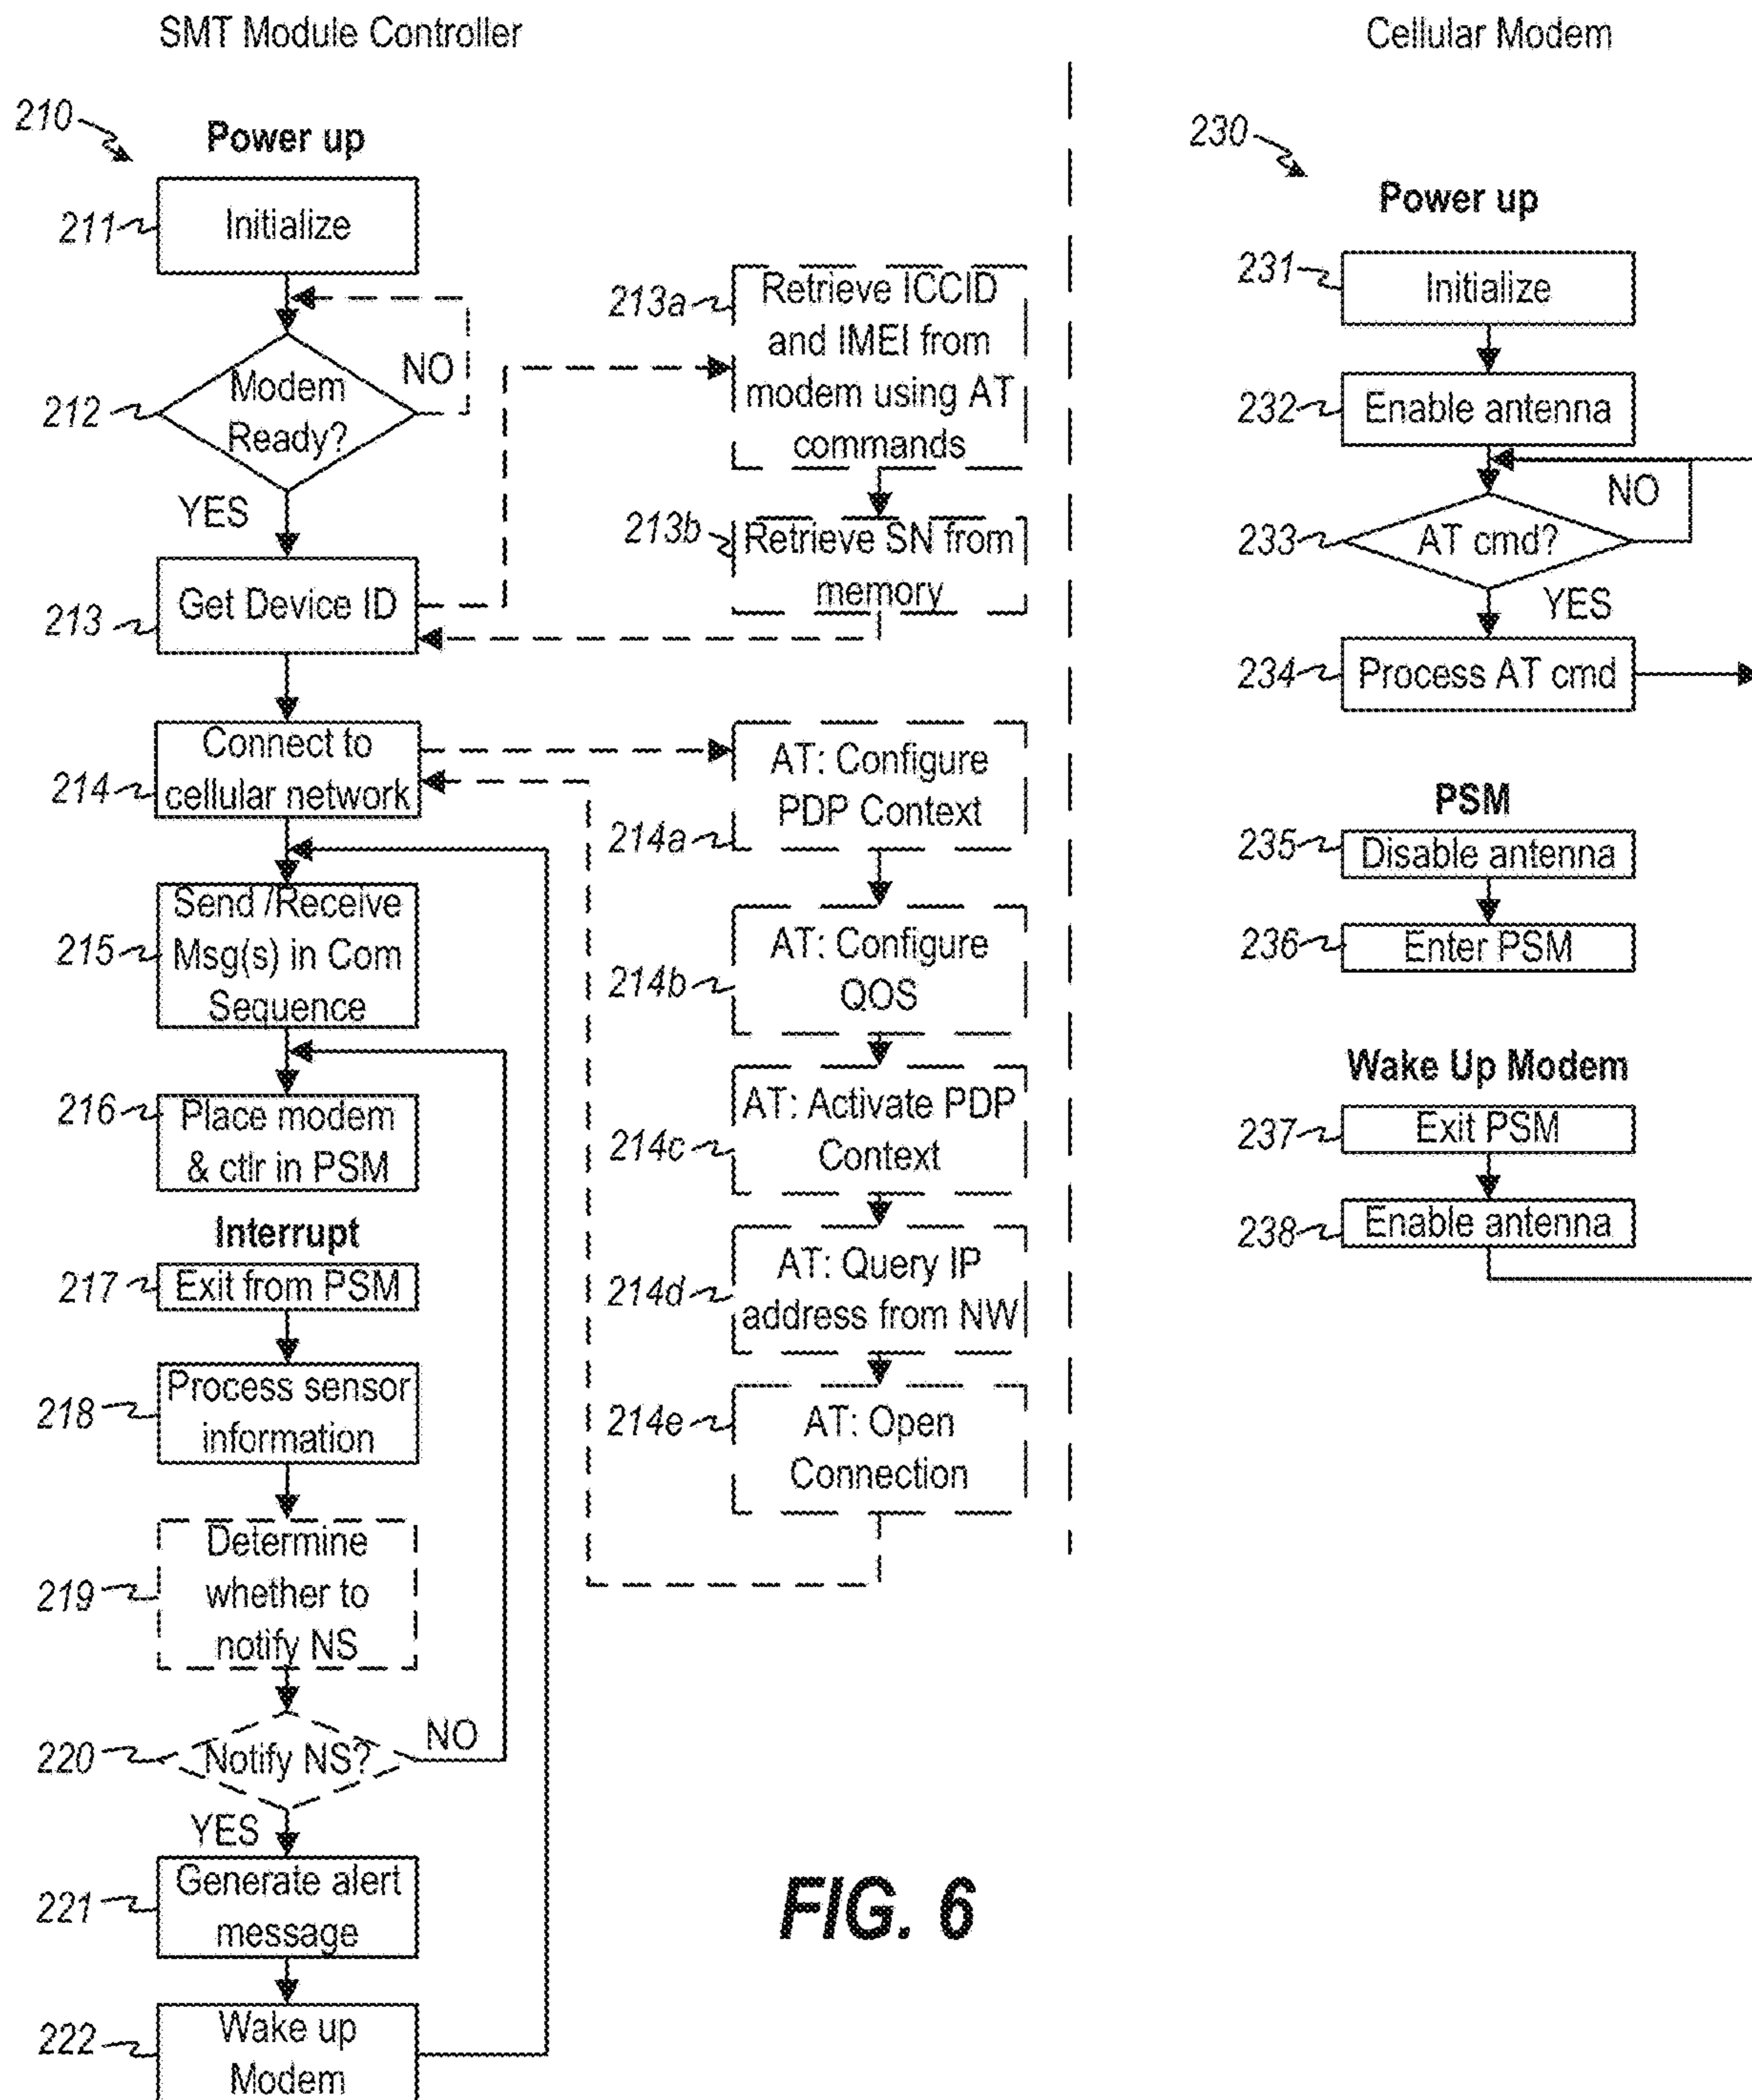 SMT Module Controller
210
Power up
211
Initialize
212
Modem
Ready?
NO
YES
213
Get Device ID
213a
Retrieve ICCID
and IMEI from
modem using AT
commands
213b
Retrieve SN from
memory
214
Connect to
cellular network
214a
AT: Configure
PDP Context
214b
AT: Configure
QOS
214c
AT: Activate PDP
Context
214d
AT: Query IP
address from NW
214e
AT: Open
Connection
215
Send /Receive
Msg(s) in Com
Sequence
216
Place modem
& ctlr in PSM
Interrupt
217
Exit from PSM
218
Process sensor
information
219
Determine
whether to
notify NS
220
Notify NS?
NO
YES
221
Generate alert
message
222
Wake up
Modem
Cellular Modem
230
Power up
231
Initialize
232
Enable antenna
233
AT cmd?
NO
YES
234
Process AT cmd
PSM
235
Disable antenna
236
Enter PSM
Wake Up Modem
237
Exit PSM
238
Enable antenna
FIG. 6